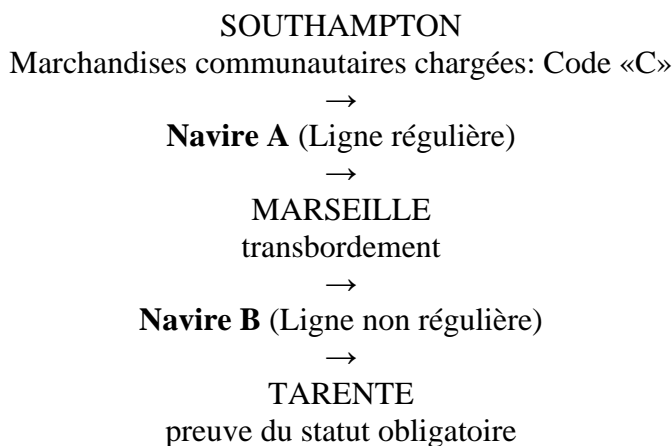 SOUTHAMPTON
Marchandises communautaires chargées: Code «C»
→
Navire A (Ligne régulière)
→
MARSEILLE
transbordement
→
Navire B (Ligne non régulière)
→
TARENTE
preuve du statut obligatoire